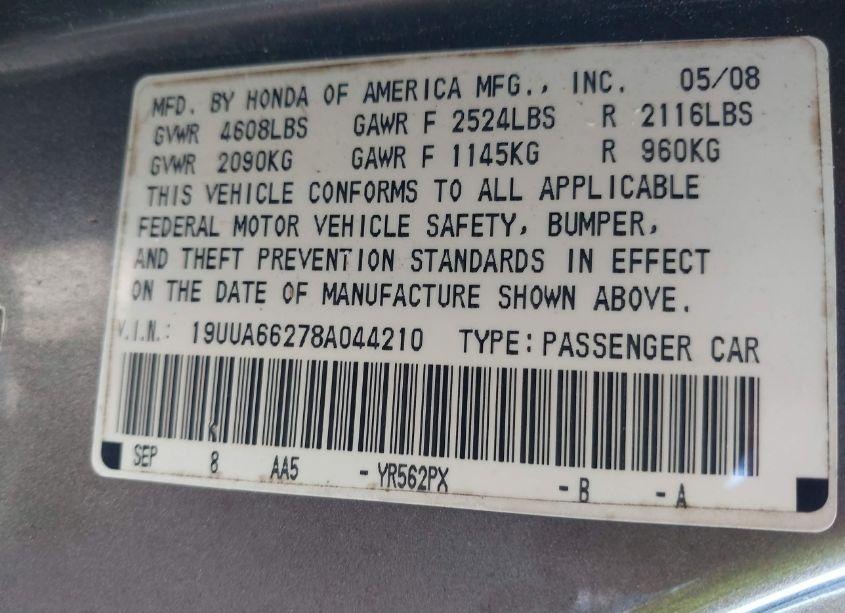 MFD. BY HONDA OF AMERICA MFG., INC. 05/08
GVWR 4608LBS GAWR F 2524LBS R 2116LBS
GVWR 2090KG GAWR F 1145KG R 960KG
THIS VEHICLE CONFORMS TO ALL APPLICABLE
FEDERAL MOTOR VEHICLE SAFETY, BUMPER,
AND THEFT PREVENTION STANDARDS IN EFFECT
ON THE DATE OF MANUFACTURE SHOWN ABOVE.
V.I.N.: 19UUA66278A044210 TYPE: PASSENGER CAR
SEP 8 AA5 - YR562PX - B - A